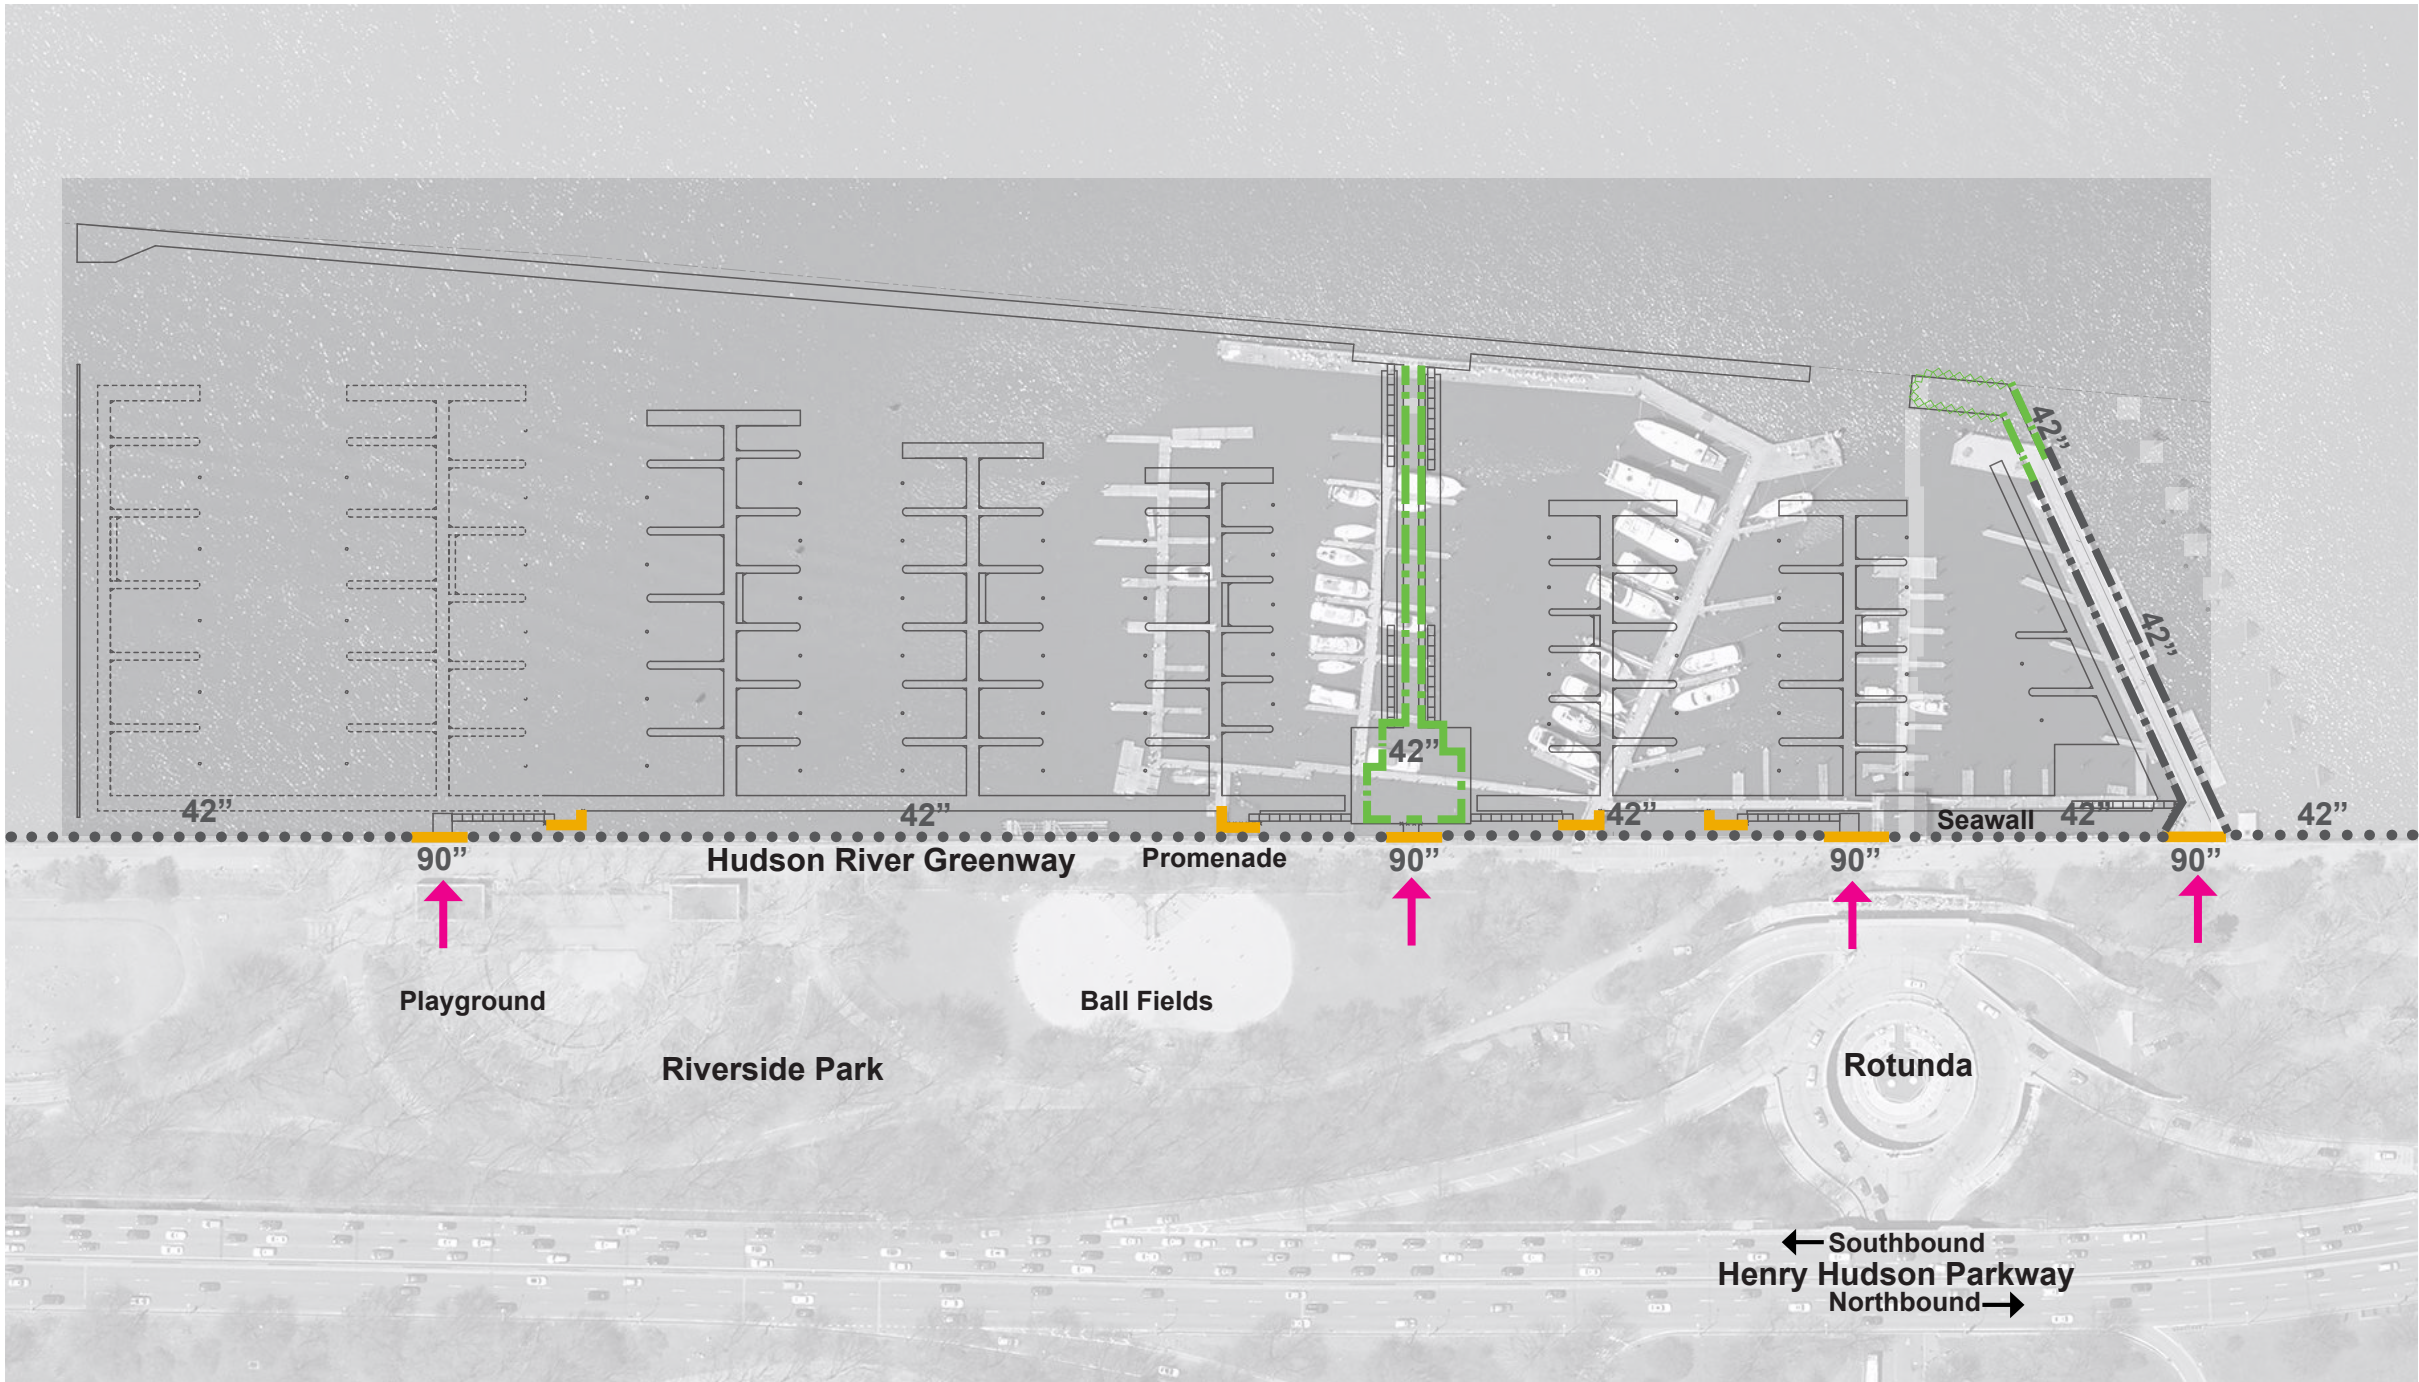 42”
42”
42”
42”
42”
42”
Seawall
42”
42”
90”
Hudson River Greenway
Promenade
90”
90”
90”
Playground
Ball Fields
Riverside Park
Rotunda
Southbound
Henry Hudson Parkway
Northbound